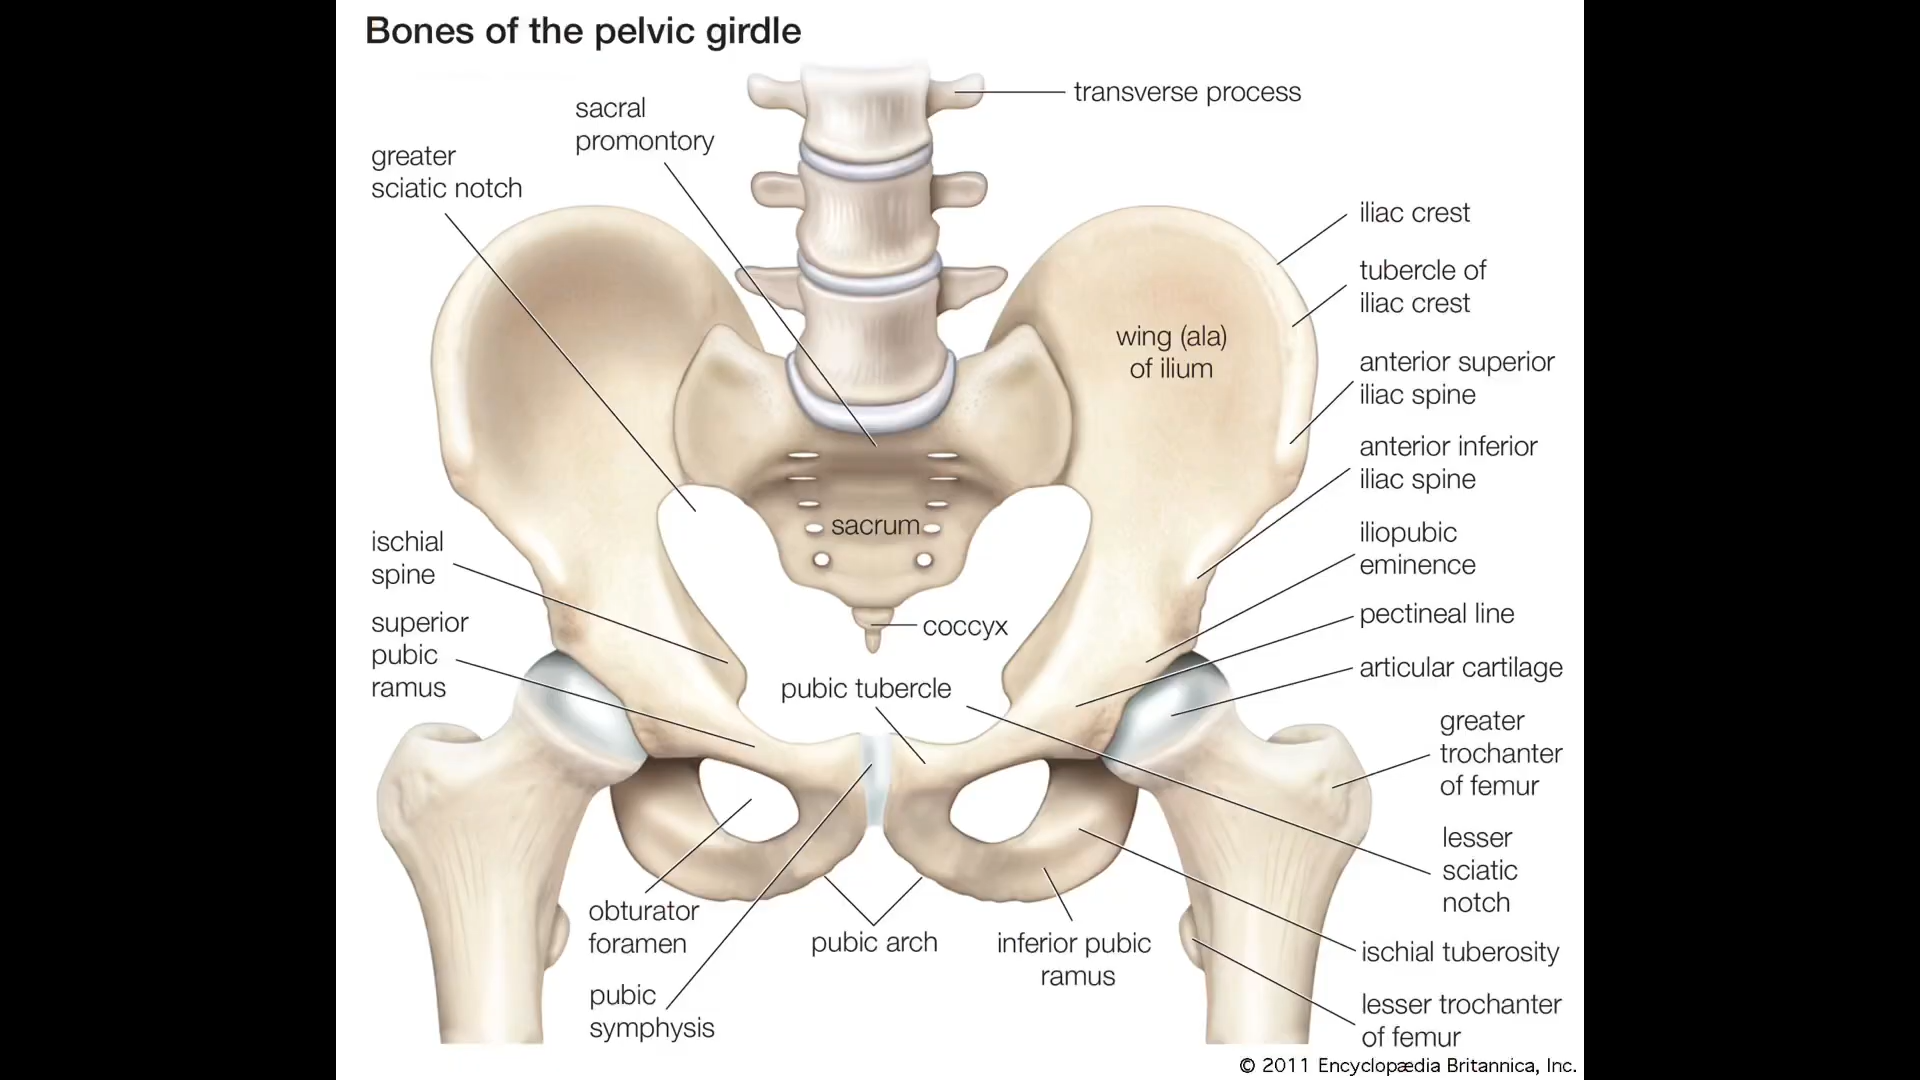 Bones of the pelvic girdle
transverse process
sacral
promontory
greater
sciatic notch
iliac crest
tubercle of
iliac crest
wing (ala)
of ilium
anterior superior
iliac spine
anterior inferior
iliac spine
sacrum
ischial
spine
iliopubic
eminence
superior
pubic
ramus
coccyx
pectineal line
pubic tubercle
articular cartilage
greater
trochanter
of femur
lesser
sciatic
notch
obturator
foramen
pubic arch
inferior pubic
ramus
ischial tuberosity
pubic
symphysis
lesser trochanter
of femur
© 2011 Encyclopædia Britannica, Inc.